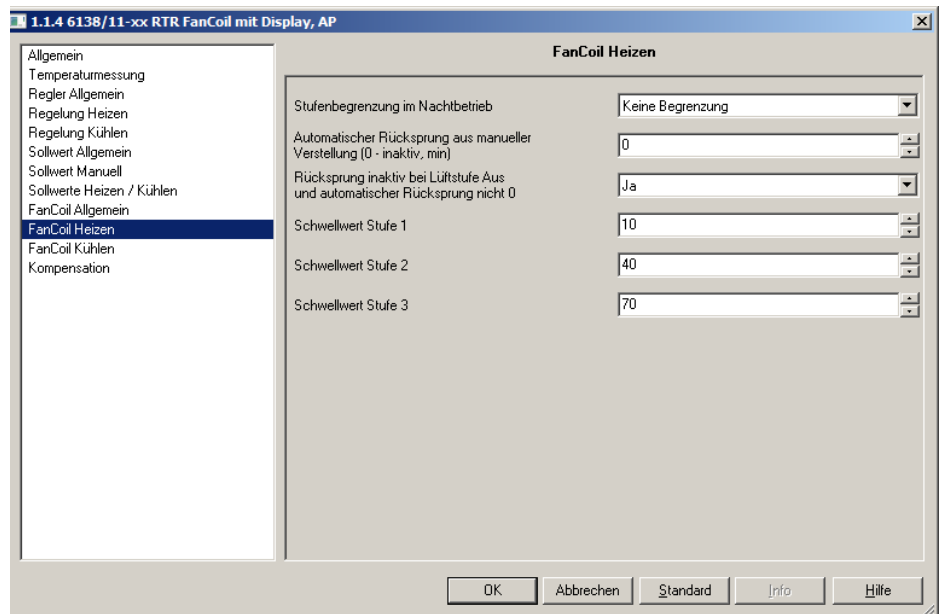 1.1.4 6138/11-xx RTR FanCoil mit Display, AP
Allgemein
Temperaturmessung
Regler Allgemein
Regelung Heizen
Regelung Kühlen
Sollwert Allgemein
Sollwert Manuell
Sollwerte Heizen / Kühlen
FanCoil Allgemein
FanCoil Heizen
FanCoil Kühlen
Kompensation
FanCoil Heizen
Stufenbegrenzung im Nachtbetrieb
Keine Begrenzung
Automatischer Rücksprung aus manueller
Verstellung (0 - inaktiv, min)
0
Rücksprung inaktiv bei Lüftstufe Aus
und automatischer Rücksprung nicht 0
Ja
Schwellwert Stufe 1
10
Schwellwert Stufe 2
40
Schwellwert Stufe 3
70
OK
Abbrechen
Standard
Info
Hilfe